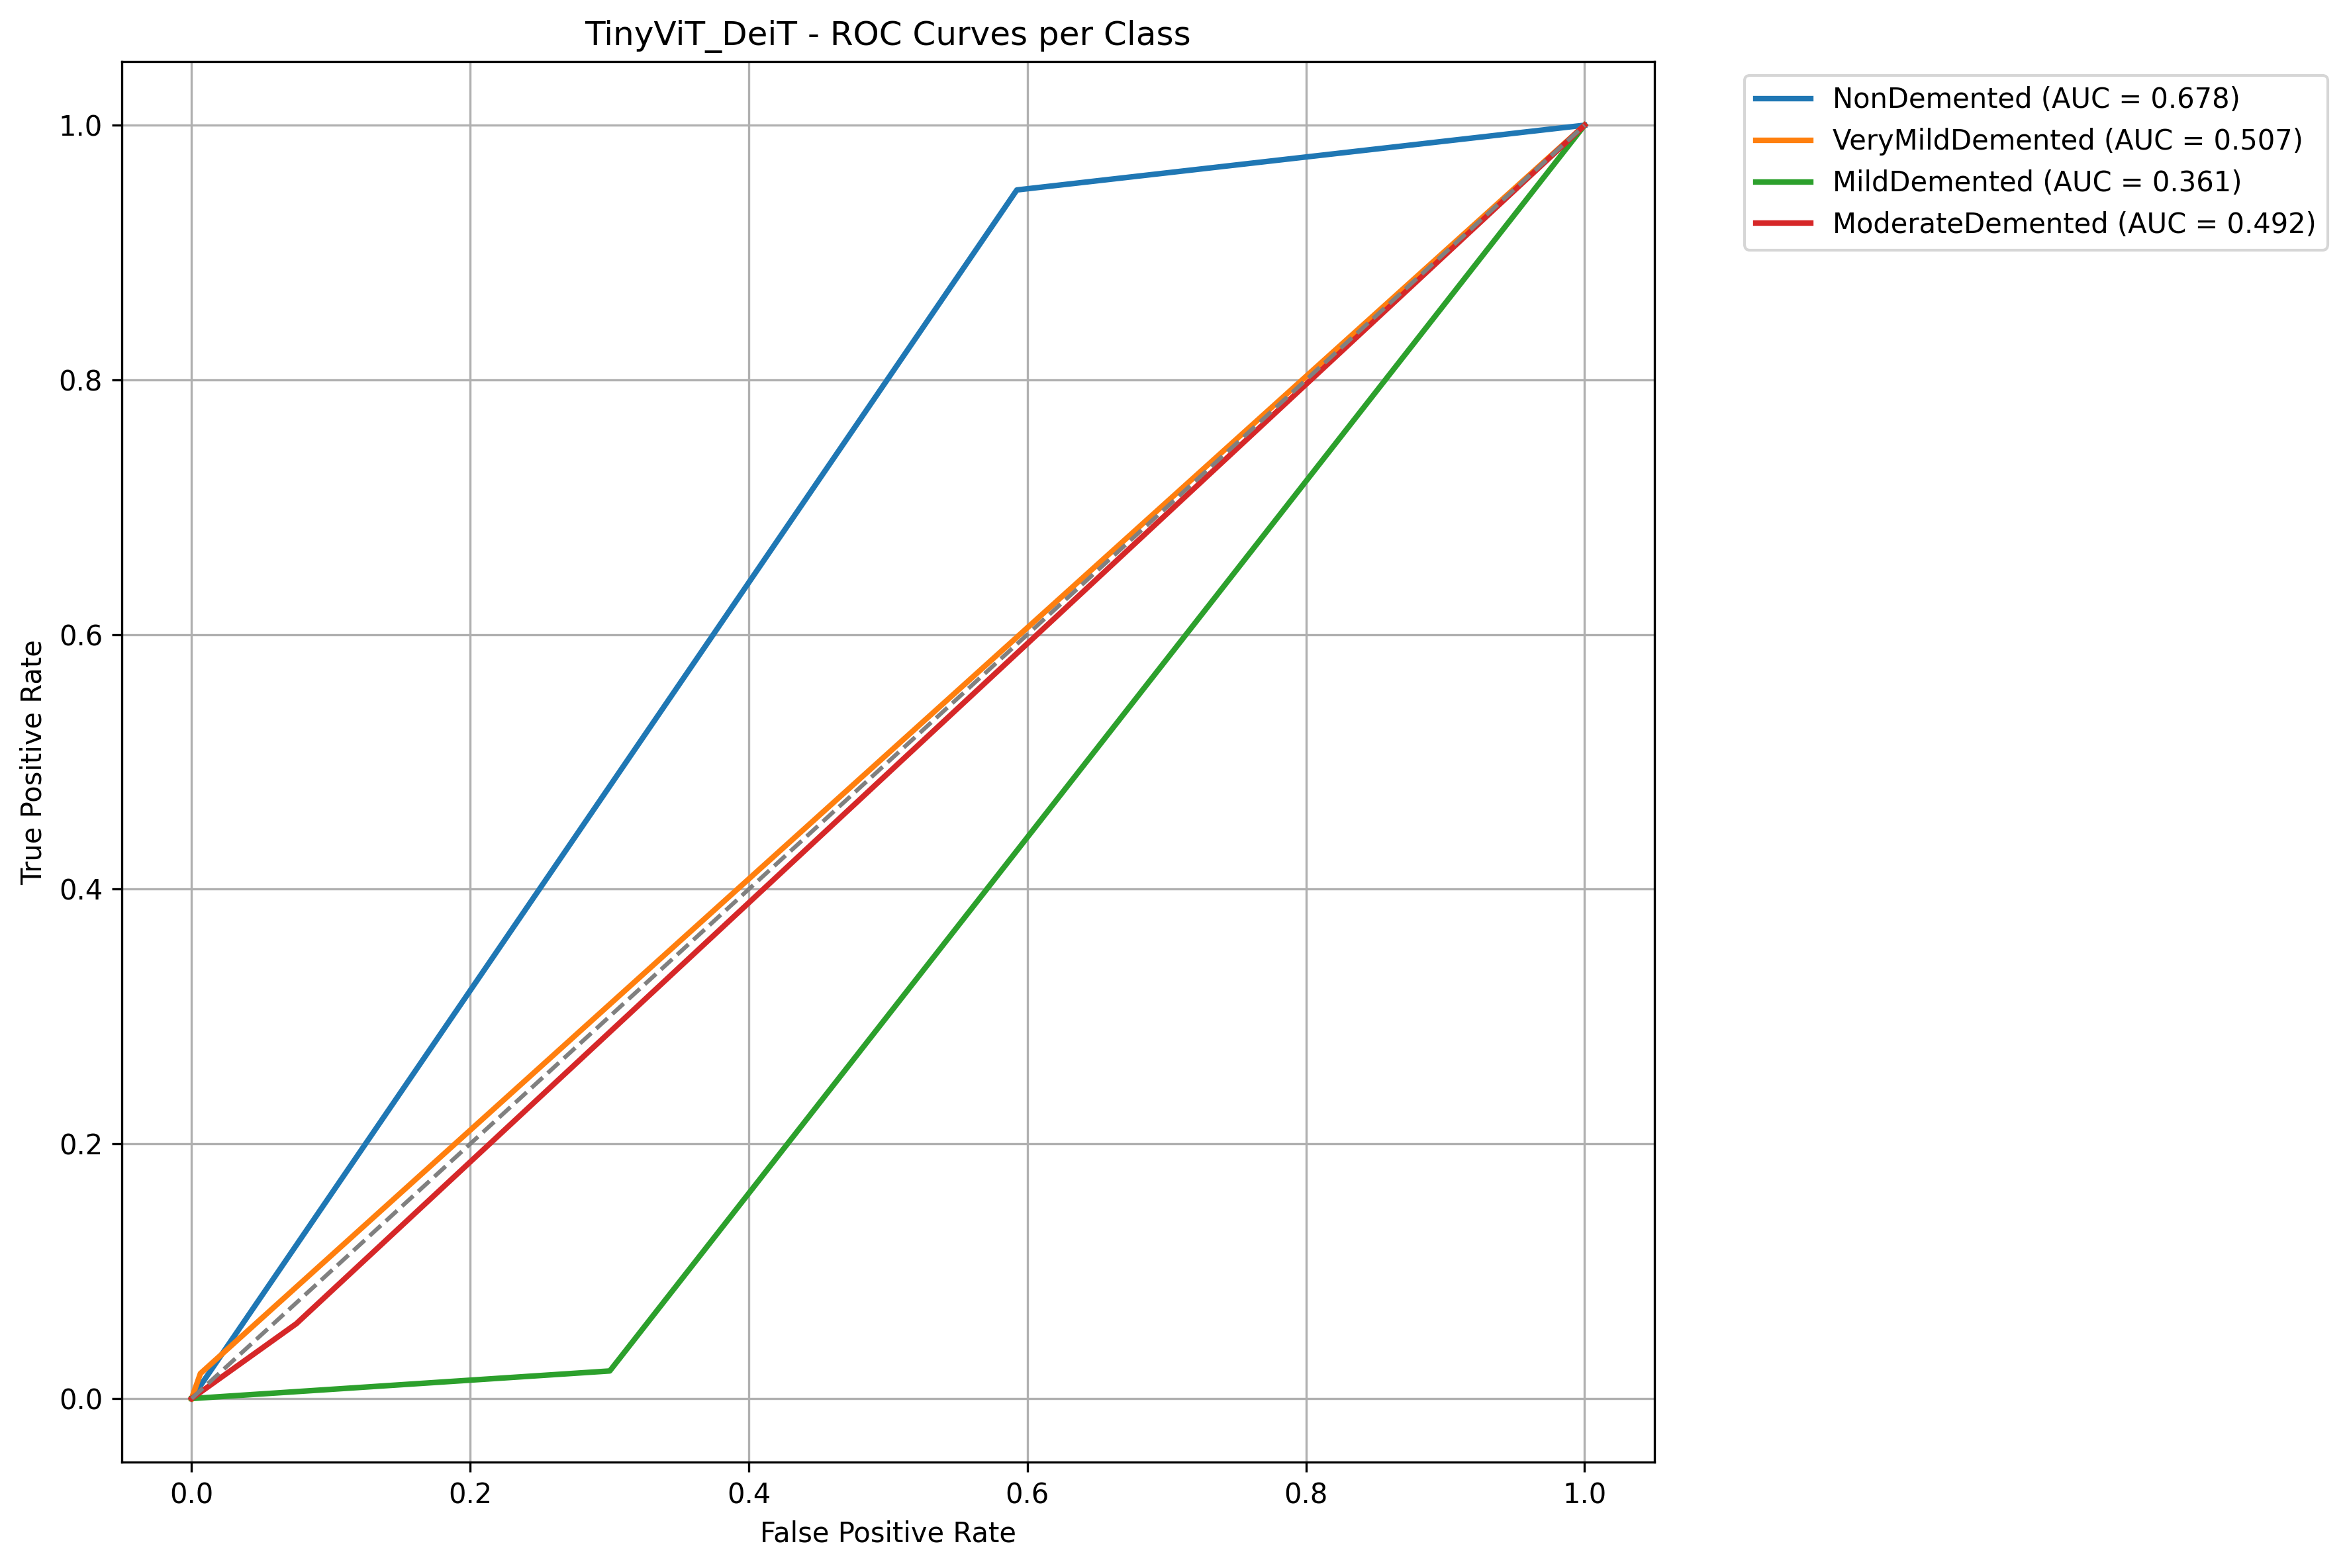 TinyViT_DeiT - ROC Curves per Class
NonDemented (AUC = 0.678)
VeryMildDemented (AUC = 0.507)
MildDemented (AUC = 0.361)
ModerateDemented (AUC = 0.492)
True Positive Rate
1.0
0.8
0.6
0.4
0.2
0.0
0.0 0.2 0.4 0.6 0.8 1.0
False Positive Rate